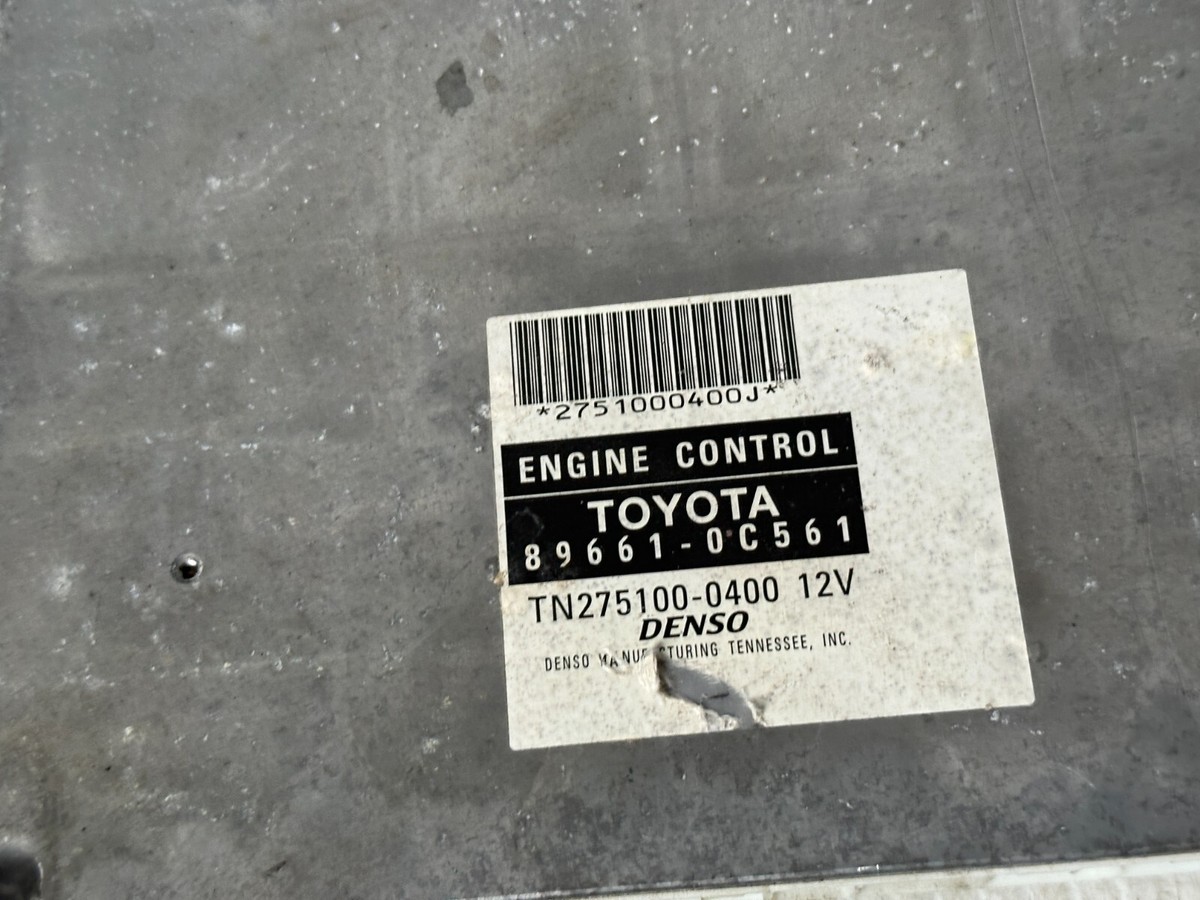 *2751000400J*
ENGINE CONTROL
TOYOTA
89661-0C561
TN275100-0400 12V
DENSO
DENSO TENNESSEE, INC.